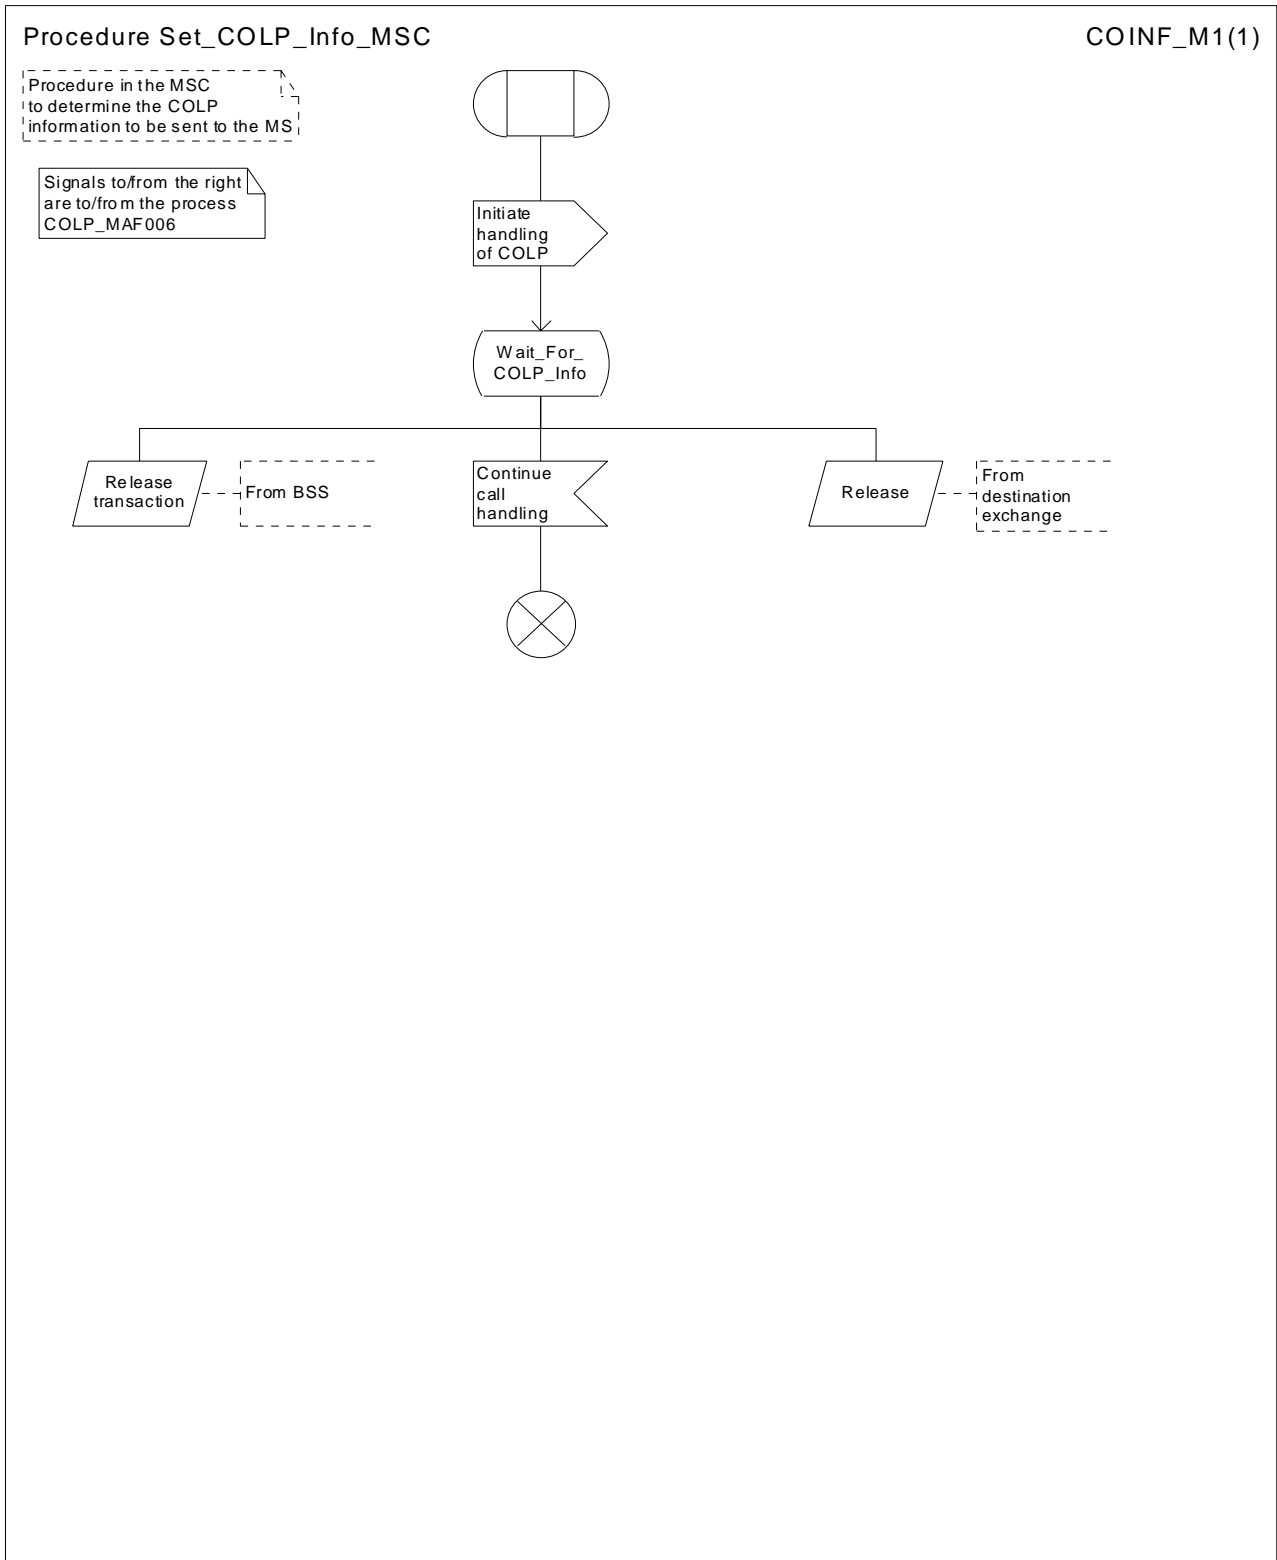 Procedure Set_COLP_Info_MSC
COINF_M1(1)
Procedure in the MSC
to determine the COLP
information to be sent to the MS
Signals to/from the right
are to/from the process
COLP_MAF006
Initiate
handling
of COLP
Wait_For_
COLP_Info
Release
transaction
From BSS
Continue
call
handling
Release
From
destination
exchange